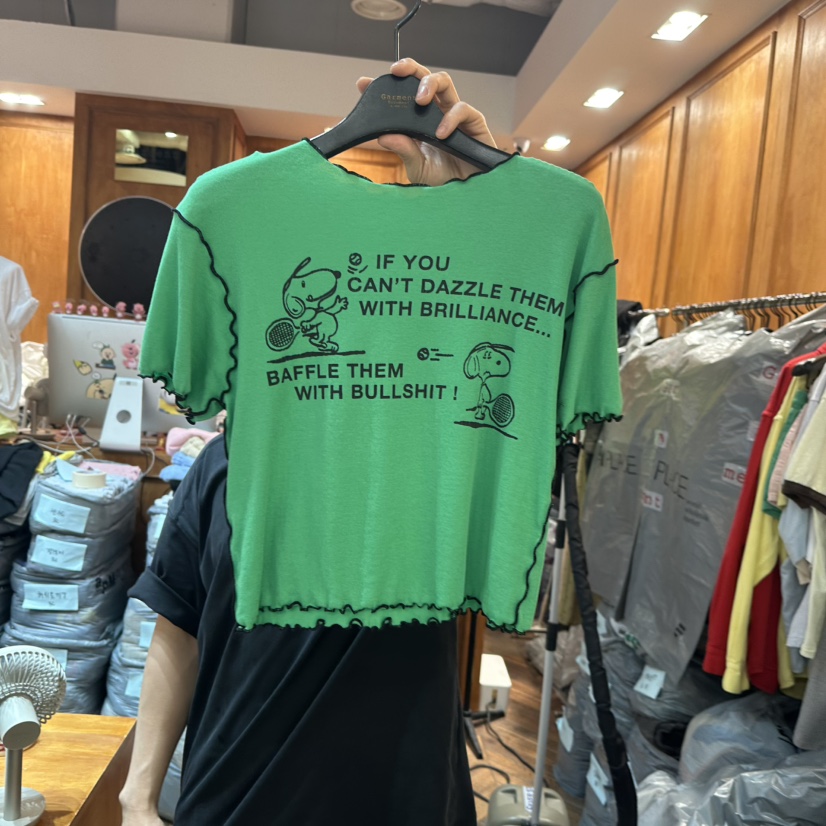 IF YOU
CAN'T DAZZLE THEM
WITH BRILLIANCE...
BAFFLE THEM
WITH BULLSHIT !